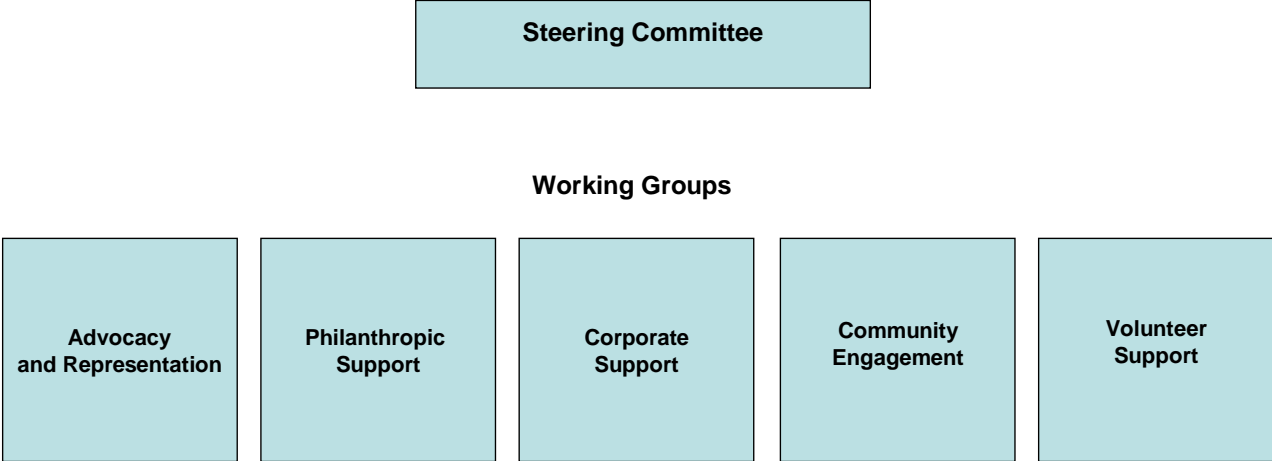 Steering Committee
Working Groups
Advocacy
and Representation
Philanthropic
Support
Corporate
Support
Community
Engagement
Volunteer
Support